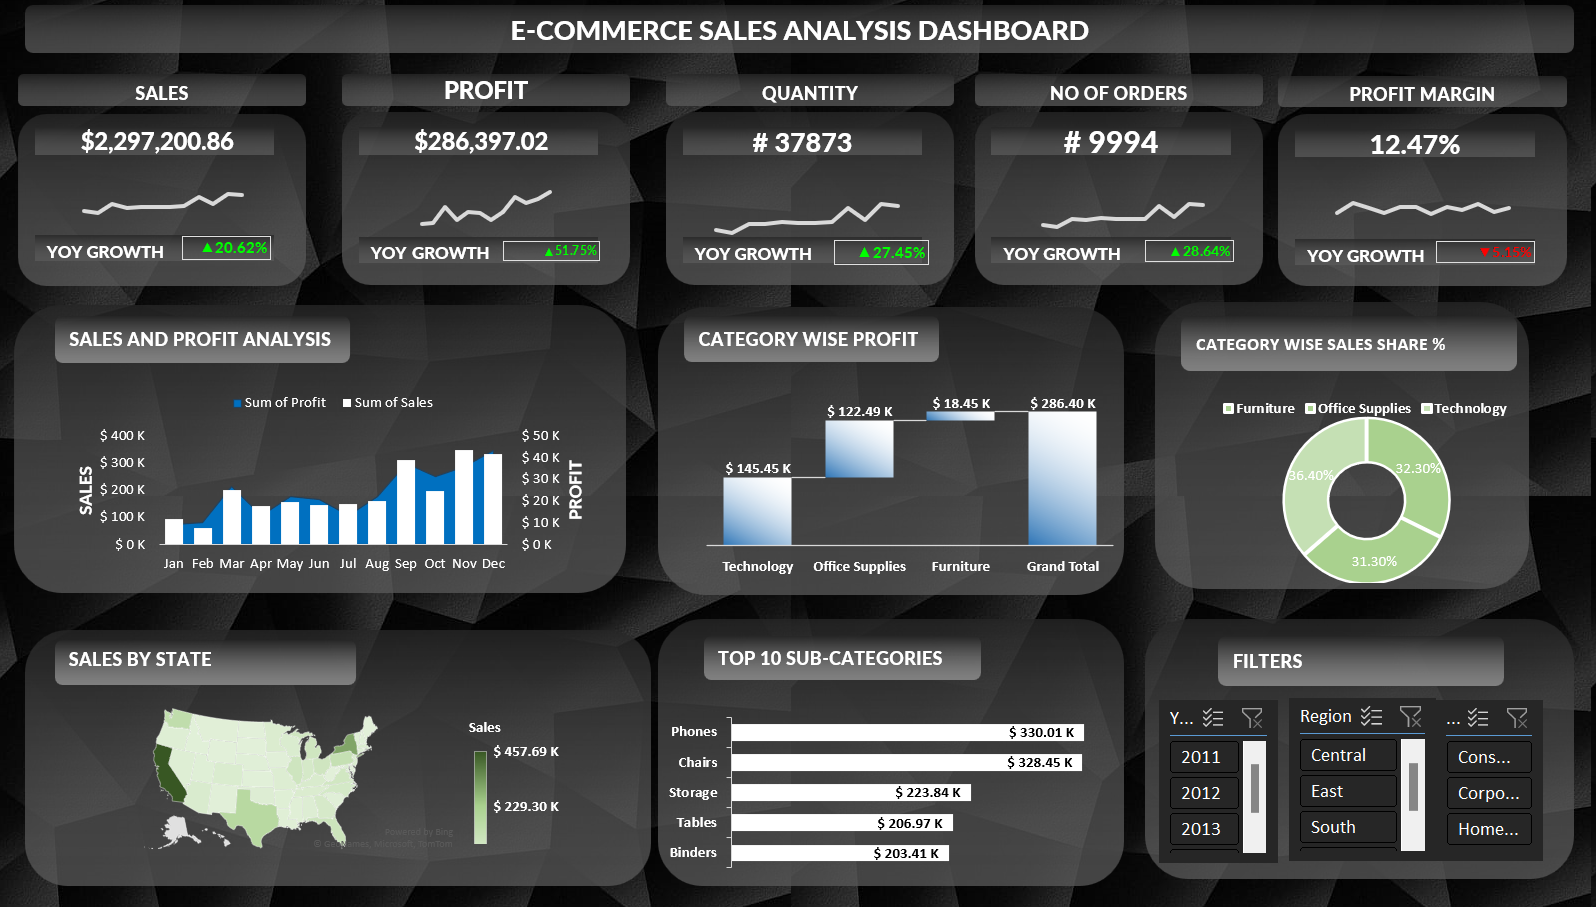 E-COMMERCE SALES ANALYSIS DASHBOARD
SALES
$2,297,200.86
YOY GROWTH
▲20.62%
PROFIT
$286,397.02
YOY GROWTH
▲51.75%
QUANTITY
# 37873
YOY GROWTH
▲27.45%
NO OF ORDERS
# 9994
YOY GROWTH
▲28.64%
PROFIT MARGIN
12.47%
YOY GROWTH
▼5.15%
SALES AND PROFIT ANALYSIS
Sum of Profit
Sum of Sales
SALES
$ 400 K
$ 300 K
$ 200 K
$ 100 K
$ 0 K
$ 50 K
$ 40 K
$ 30 K
$ 20 K
$ 10 K
$ 0 K
PROFIT
Jan Feb Mar Apr May Jun Jul Aug Sep Oct Nov Dec
CATEGORY WISE PROFIT
$ 145.45 K
$ 122.49 K
$ 18.45 K
$ 286.40 K
Technology
Office Supplies
Furniture
Grand Total
CATEGORY WISE SALES SHARE %
Furniture
Office Supplies
Technology
36.40%
32.30%
31.30%
SALES BY STATE
Sales
$ 457.69 K
$ 229.30 K
Powered by Bing
© GeoNames, Microsoft, TomTom
TOP 10 SUB-CATEGORIES
Phones
$ 330.01 K
Chairs
$ 328.45 K
Storage
$ 223.84 K
Tables
$ 206.97 K
Binders
$ 203.41 K
FILTERS
Y...
2011
2012
2013
Region
Central
East
South
...
Cons...
Corpo...
Home...